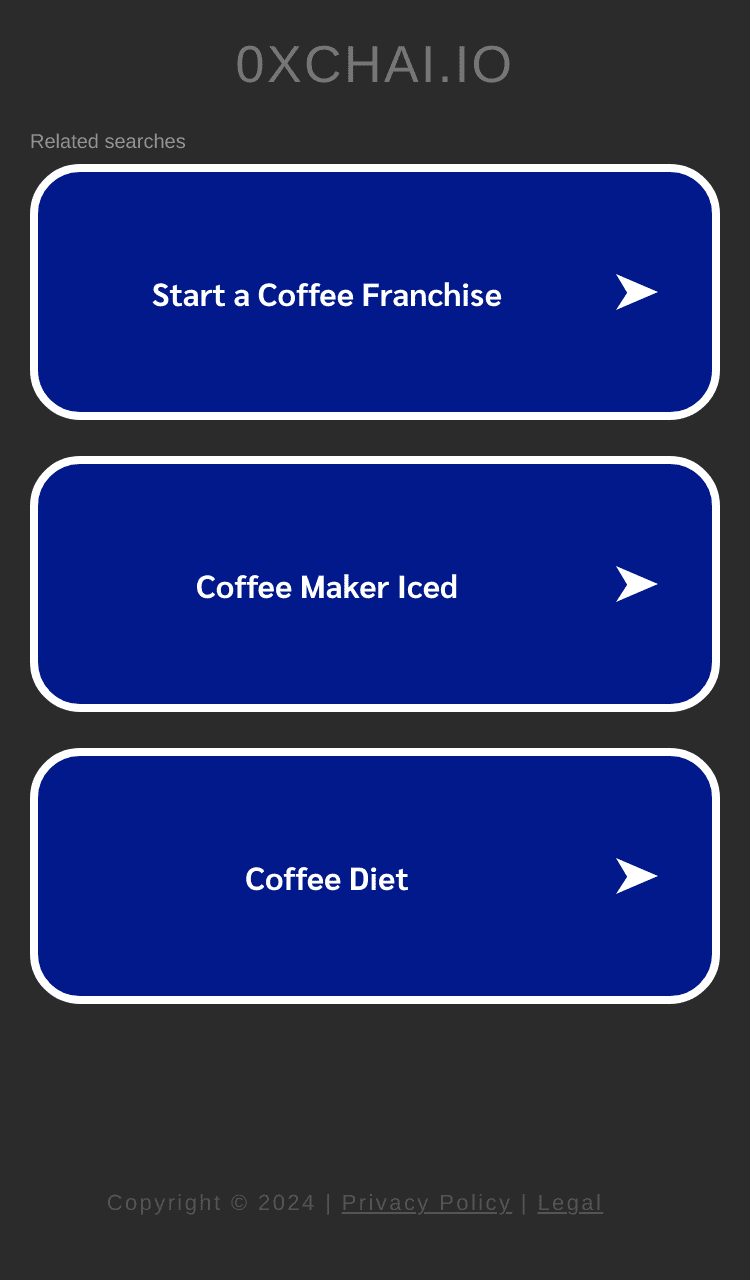 0XCHAI.IO
Related searches
Start a Coffee Franchise
Coffee Maker Iced
Coffee Diet
Copyright © 2024 | Privacy Policy | Legal